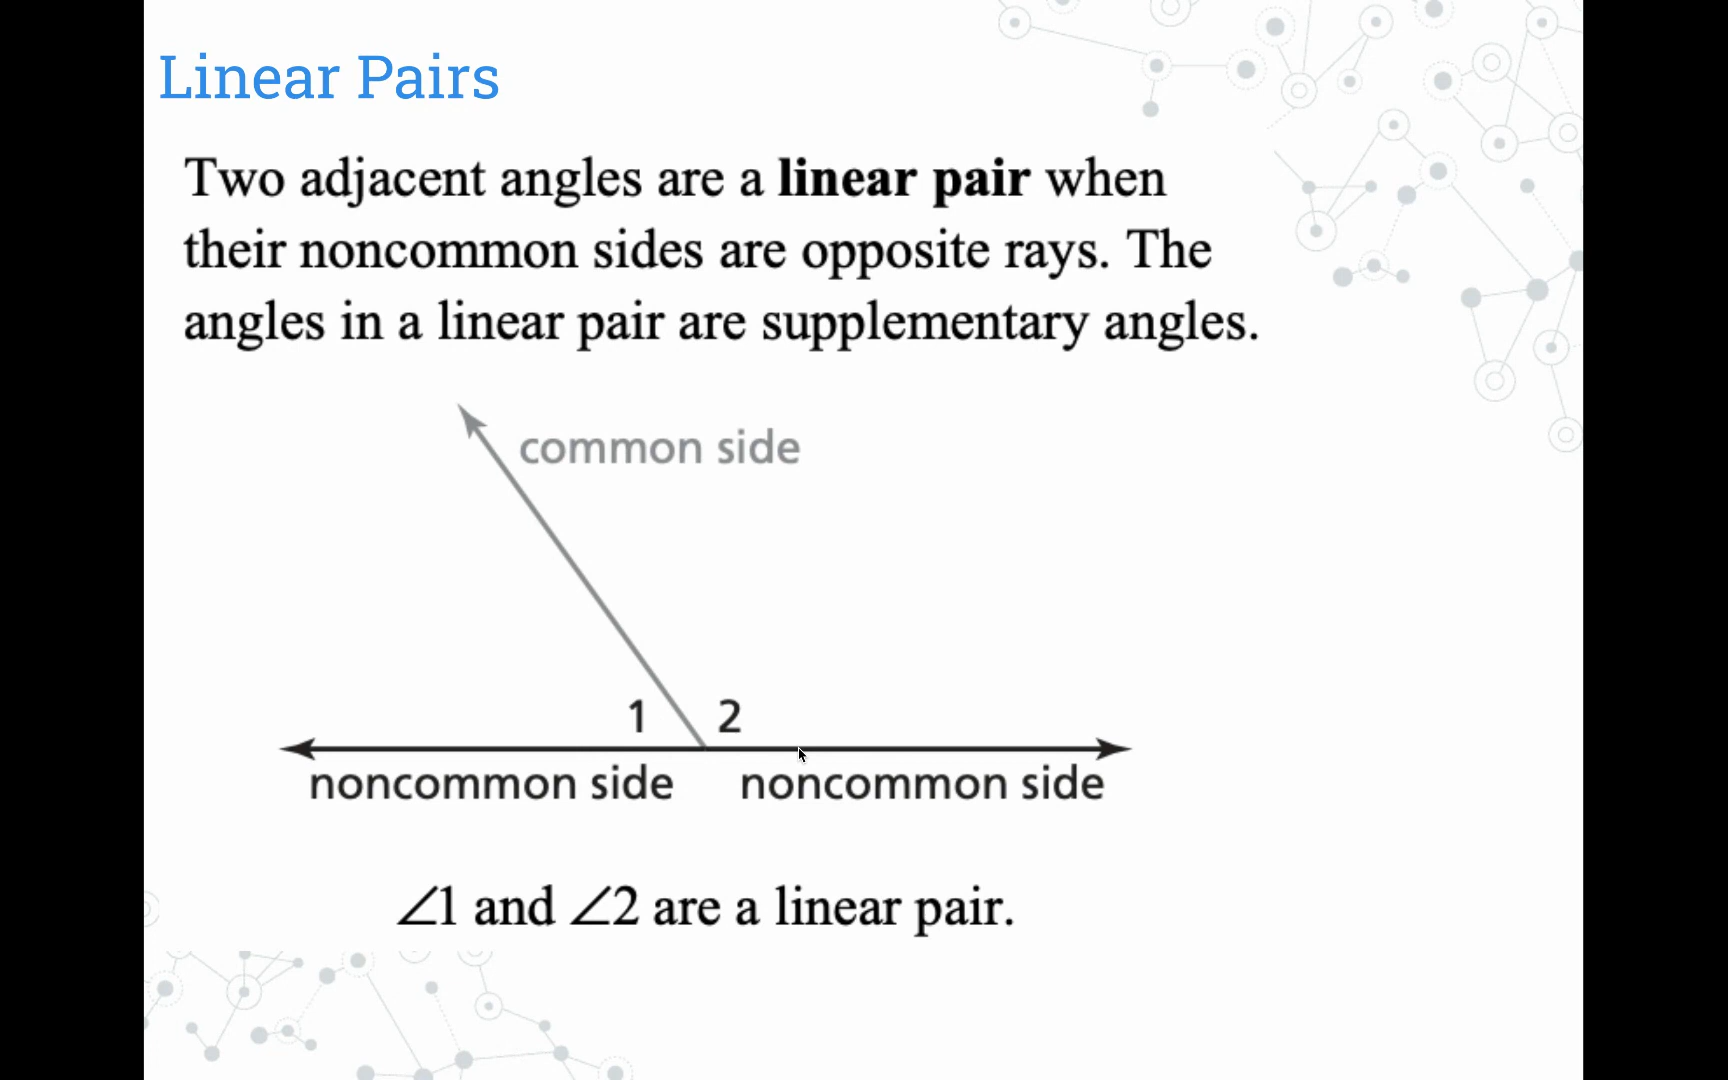 Linear Pairs
Two adjacent angles are a linear pair when
their noncommon sides are opposite rays. The
angles in a linear pair are supplementary angles.
common side
1 2
noncommon side noncommon side
∠1 and ∠2 are a linear pair.